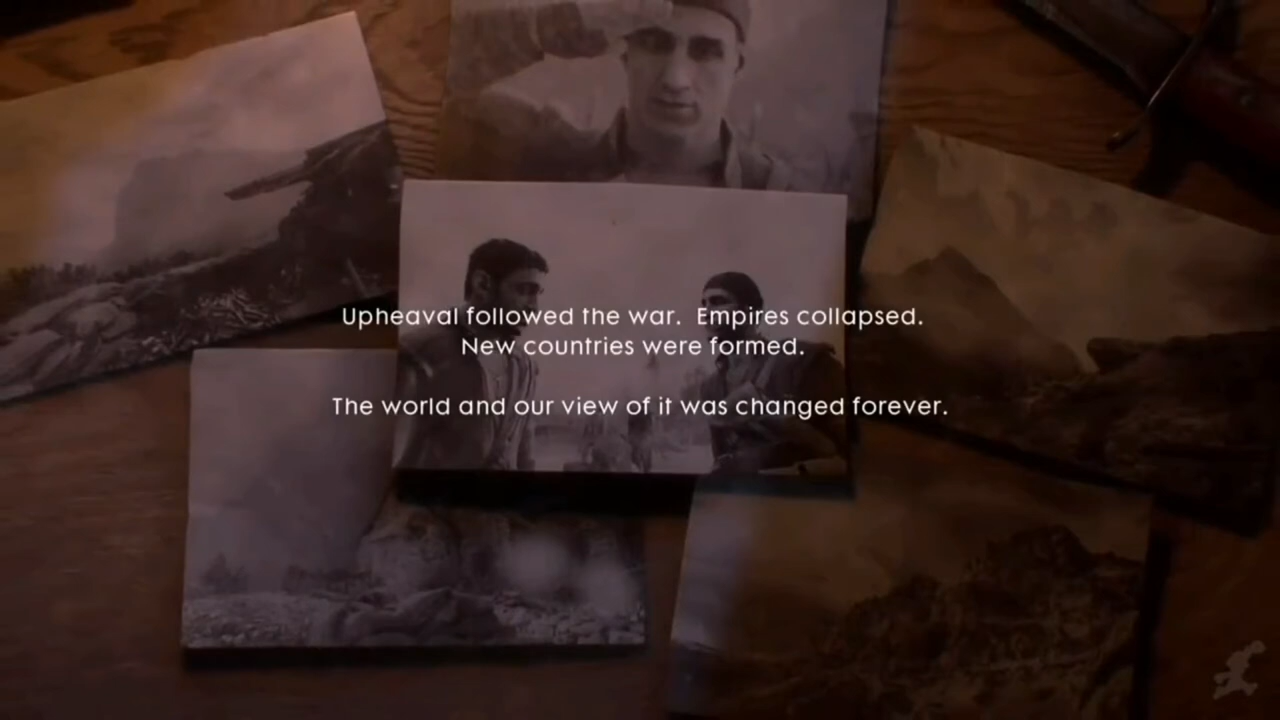 Upheaval followed the war.  Empires collapsed.
New countries were formed.
The world and our view of it was changed forever.